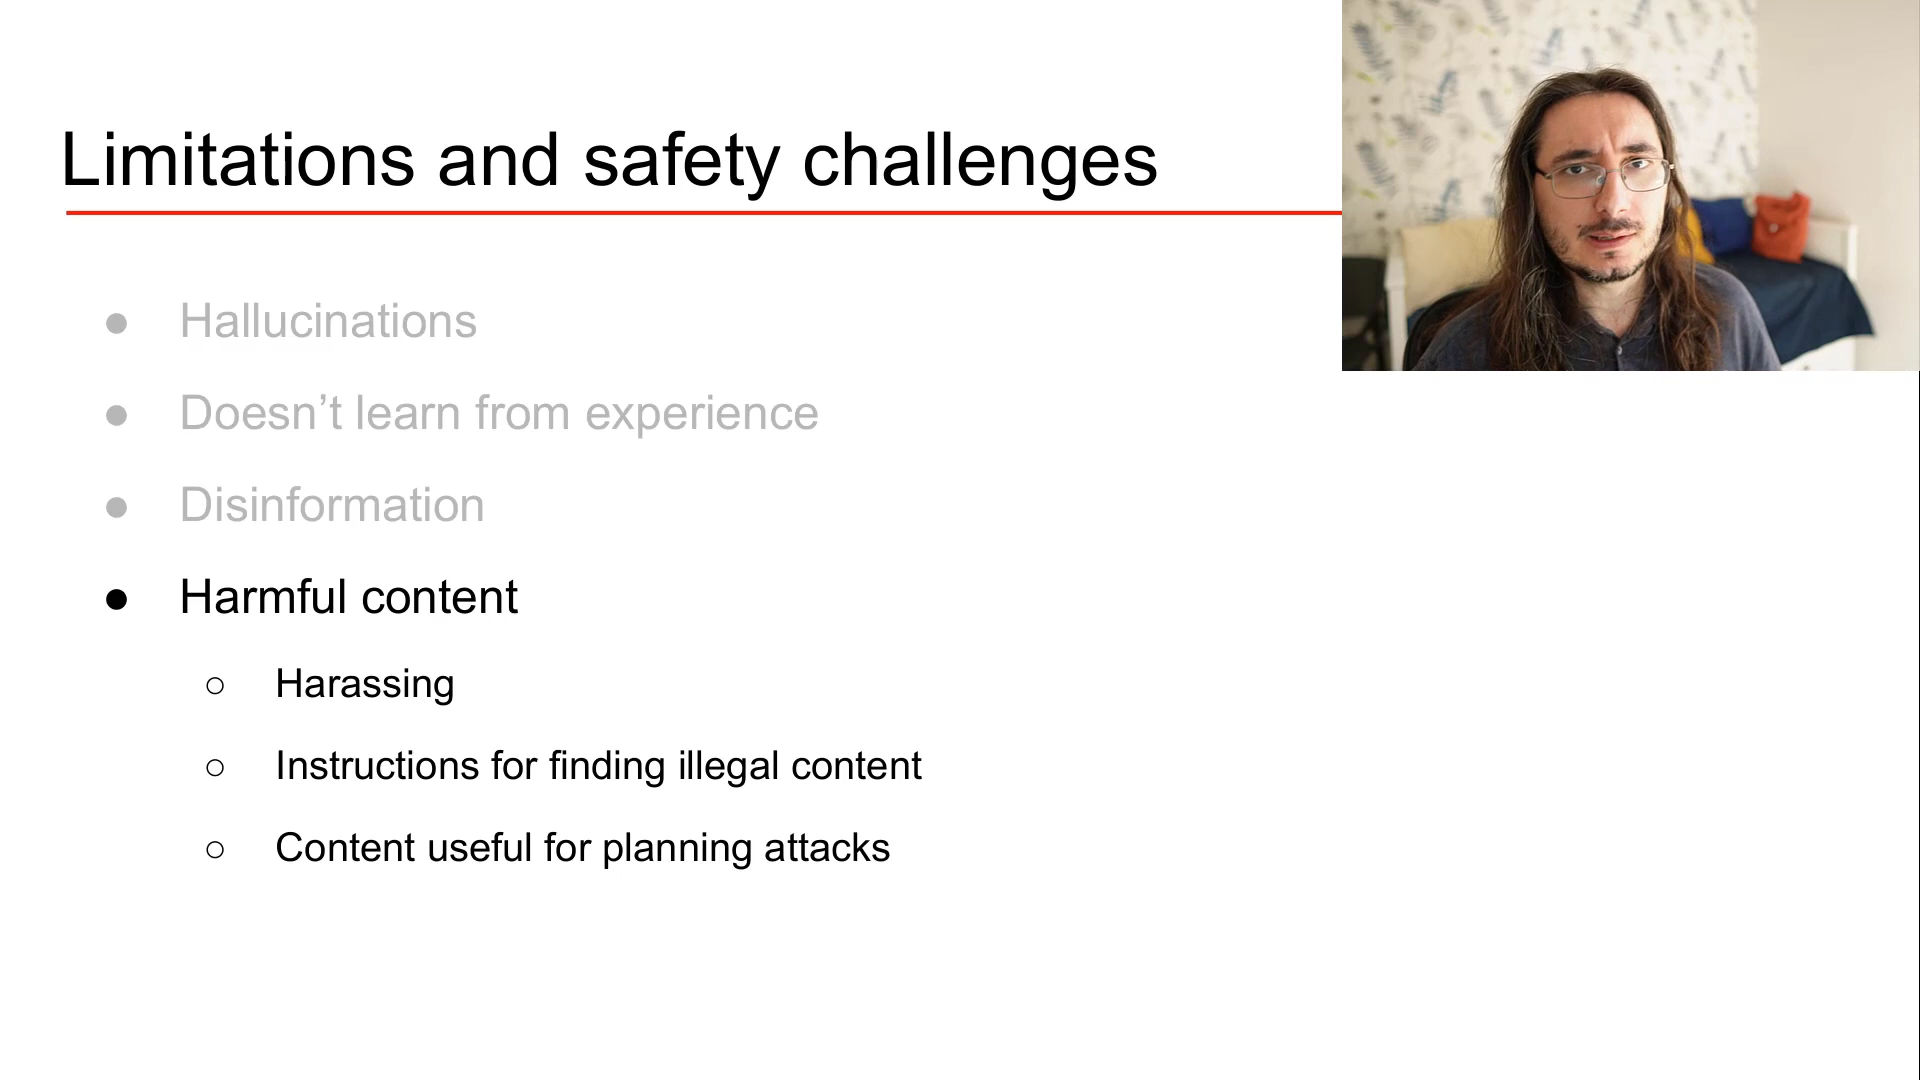 Limitations and safety challenges
● Hallucinations
● Doesn’t learn from experience
● Disinformation
● Harmful content
○ Harassing
○ Instructions for finding illegal content
○ Content useful for planning attacks